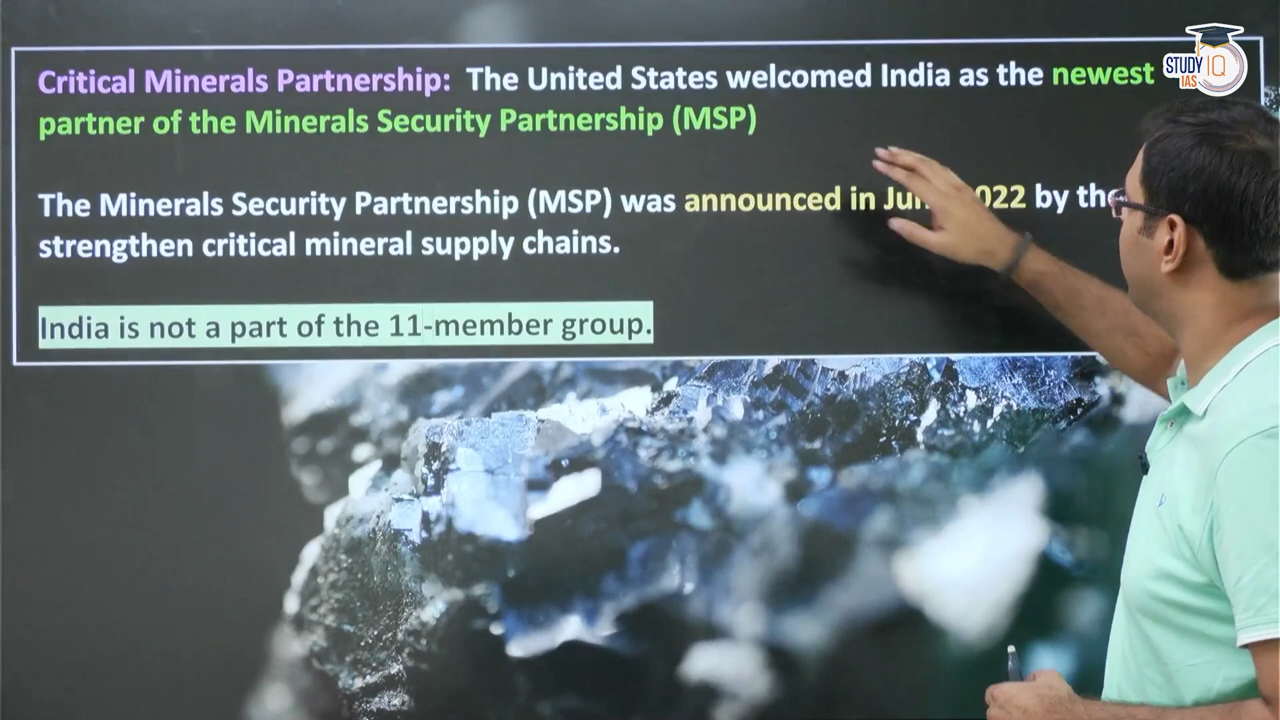 STUDY IQ
IAS
Critical Minerals Partnership: The United States welcomed India as the newest
partner of the Minerals Security Partnership (MSP)
The Minerals Security Partnership (MSP) was announced in by
strengthen critical mineral supply chains.
India is not a part of the 11-member group.